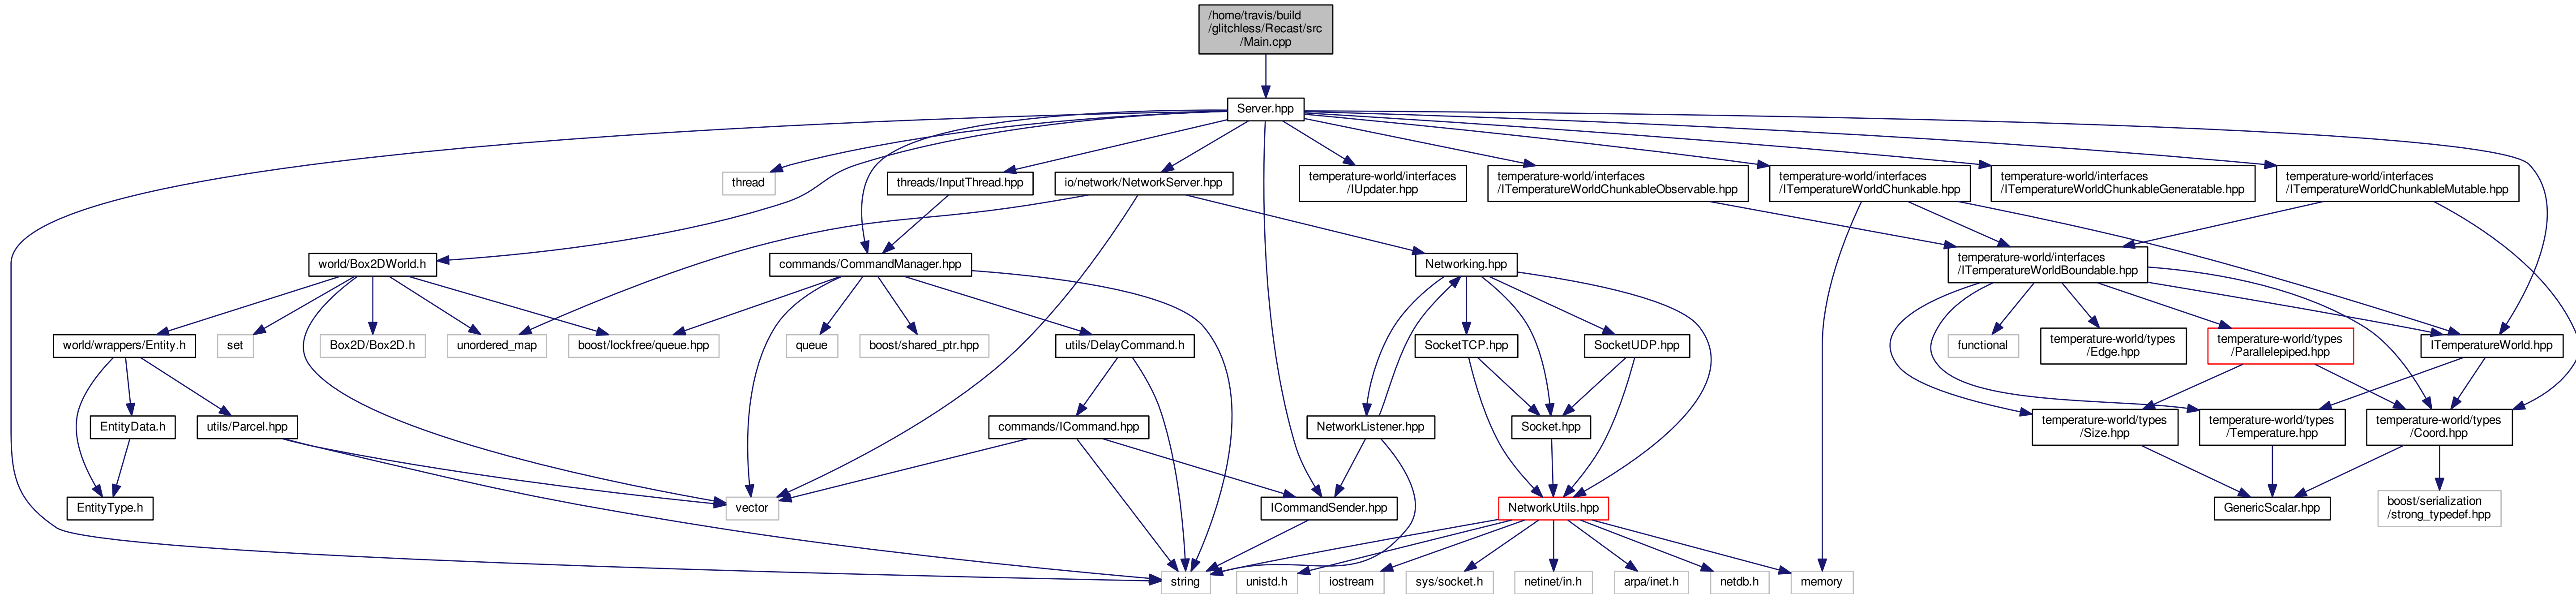 /home/travis/build
/glitchless/Recast/src
/Main.cpp
Server.hpp
thread
threads/InputThread.hpp
io/network/NetworkServer.hpp
temperature-world/interfaces
/IUpdater.hpp
temperature-world/interfaces
/ITemperatureWorldChunkableObservable.hpp
temperature-world/interfaces
/ITemperatureWorldChunkable.hpp
temperature-world/interfaces
/ITemperatureWorldChunkableGeneratable.hpp
temperature-world/interfaces
/ITemperatureWorldChunkableMutable.hpp
world/Box2DWorld.h
commands/CommandManager.hpp
Networking.hpp
temperature-world/interfaces
/ITemperatureWorldBoundable.hpp
world/wrappers/Entity.h
set
Box2D/Box2D.h
unordered_map
boost/lockfree/queue.hpp
queue
boost/shared_ptr.hpp
utils/DelayCommand.h
SocketTCP.hpp
SocketUDP.hpp
functional
temperature-world/types
/Edge.hpp
temperature-world/types
/Parallelepiped.hpp
ITemperatureWorld.hpp
EntityData.h
utils/Parcel.hpp
commands/ICommand.hpp
NetworkListener.hpp
Socket.hpp
temperature-world/types
/Size.hpp
temperature-world/types
/Temperature.hpp
temperature-world/types
/Coord.hpp
EntityType.h
vector
ICommandSender.hpp
NetworkUtils.hpp
GenericScalar.hpp
boost/serialization
/strong_typedef.hpp
string
unistd.h
iostream
sys/socket.h
netinet/in.h
arpa/inet.h
netdb.h
memory